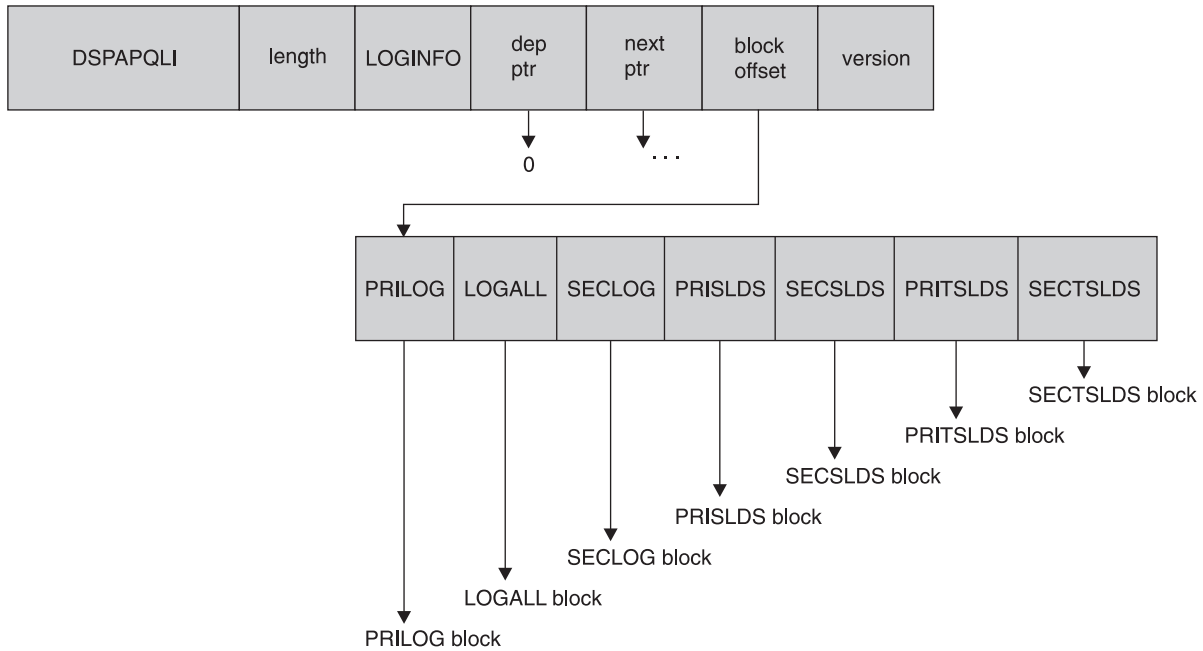 DSPAPQLI
length
LOGINFO
dep
ptr
next
ptr
block
offset
version
0
. . .
PRILOG
LOGALL
SECLOG
PRISLDS
SECSLDS
PRITSLDS
SECTSLDS
SECTSLDS block
PRITSLDS block
SECSLDS block
PRISLDS block
SECLOG block
LOGALL block
PRILOG block